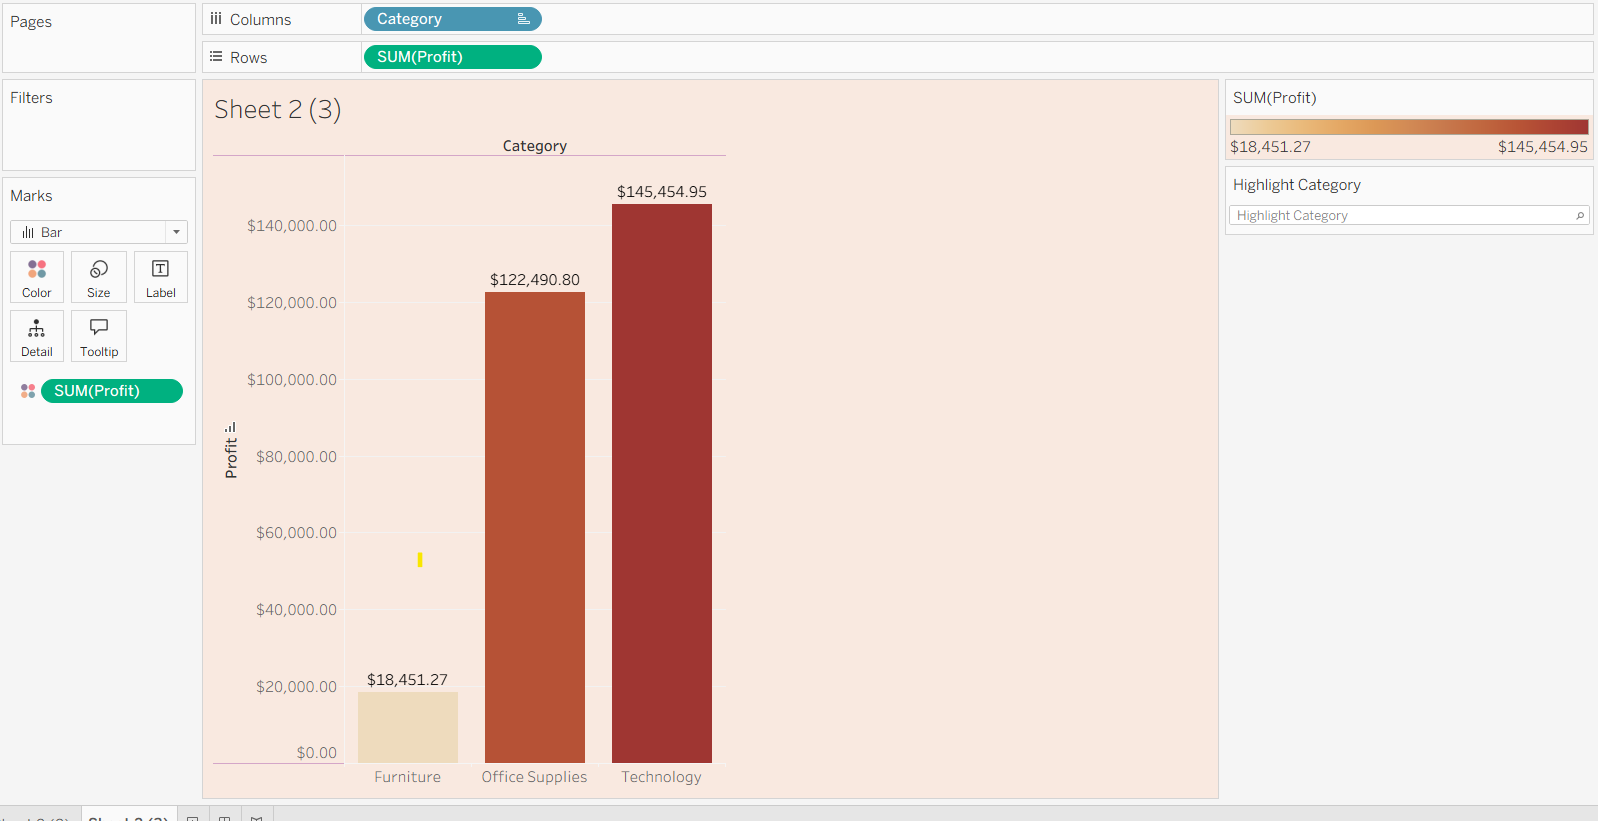 Pages
Columns
Category
Rows
SUM(Profit)
Filters
Marks
Bar
Color
Size
Label
Detail
Tooltip
SUM(Profit)
Sheet 2 (3)
Category
$145,454.95
$140,000.00
$122,490.80
$120,000.00
$100,000.00
Profit
$80,000.00
$60,000.00
$40,000.00
$18,451.27
$20,000.00
$0.00
Furniture
Office Supplies
Technology
SUM(Profit)
$18,451.27
$145,454.95
Highlight Category
Highlight Category
Sheet 2 (3)